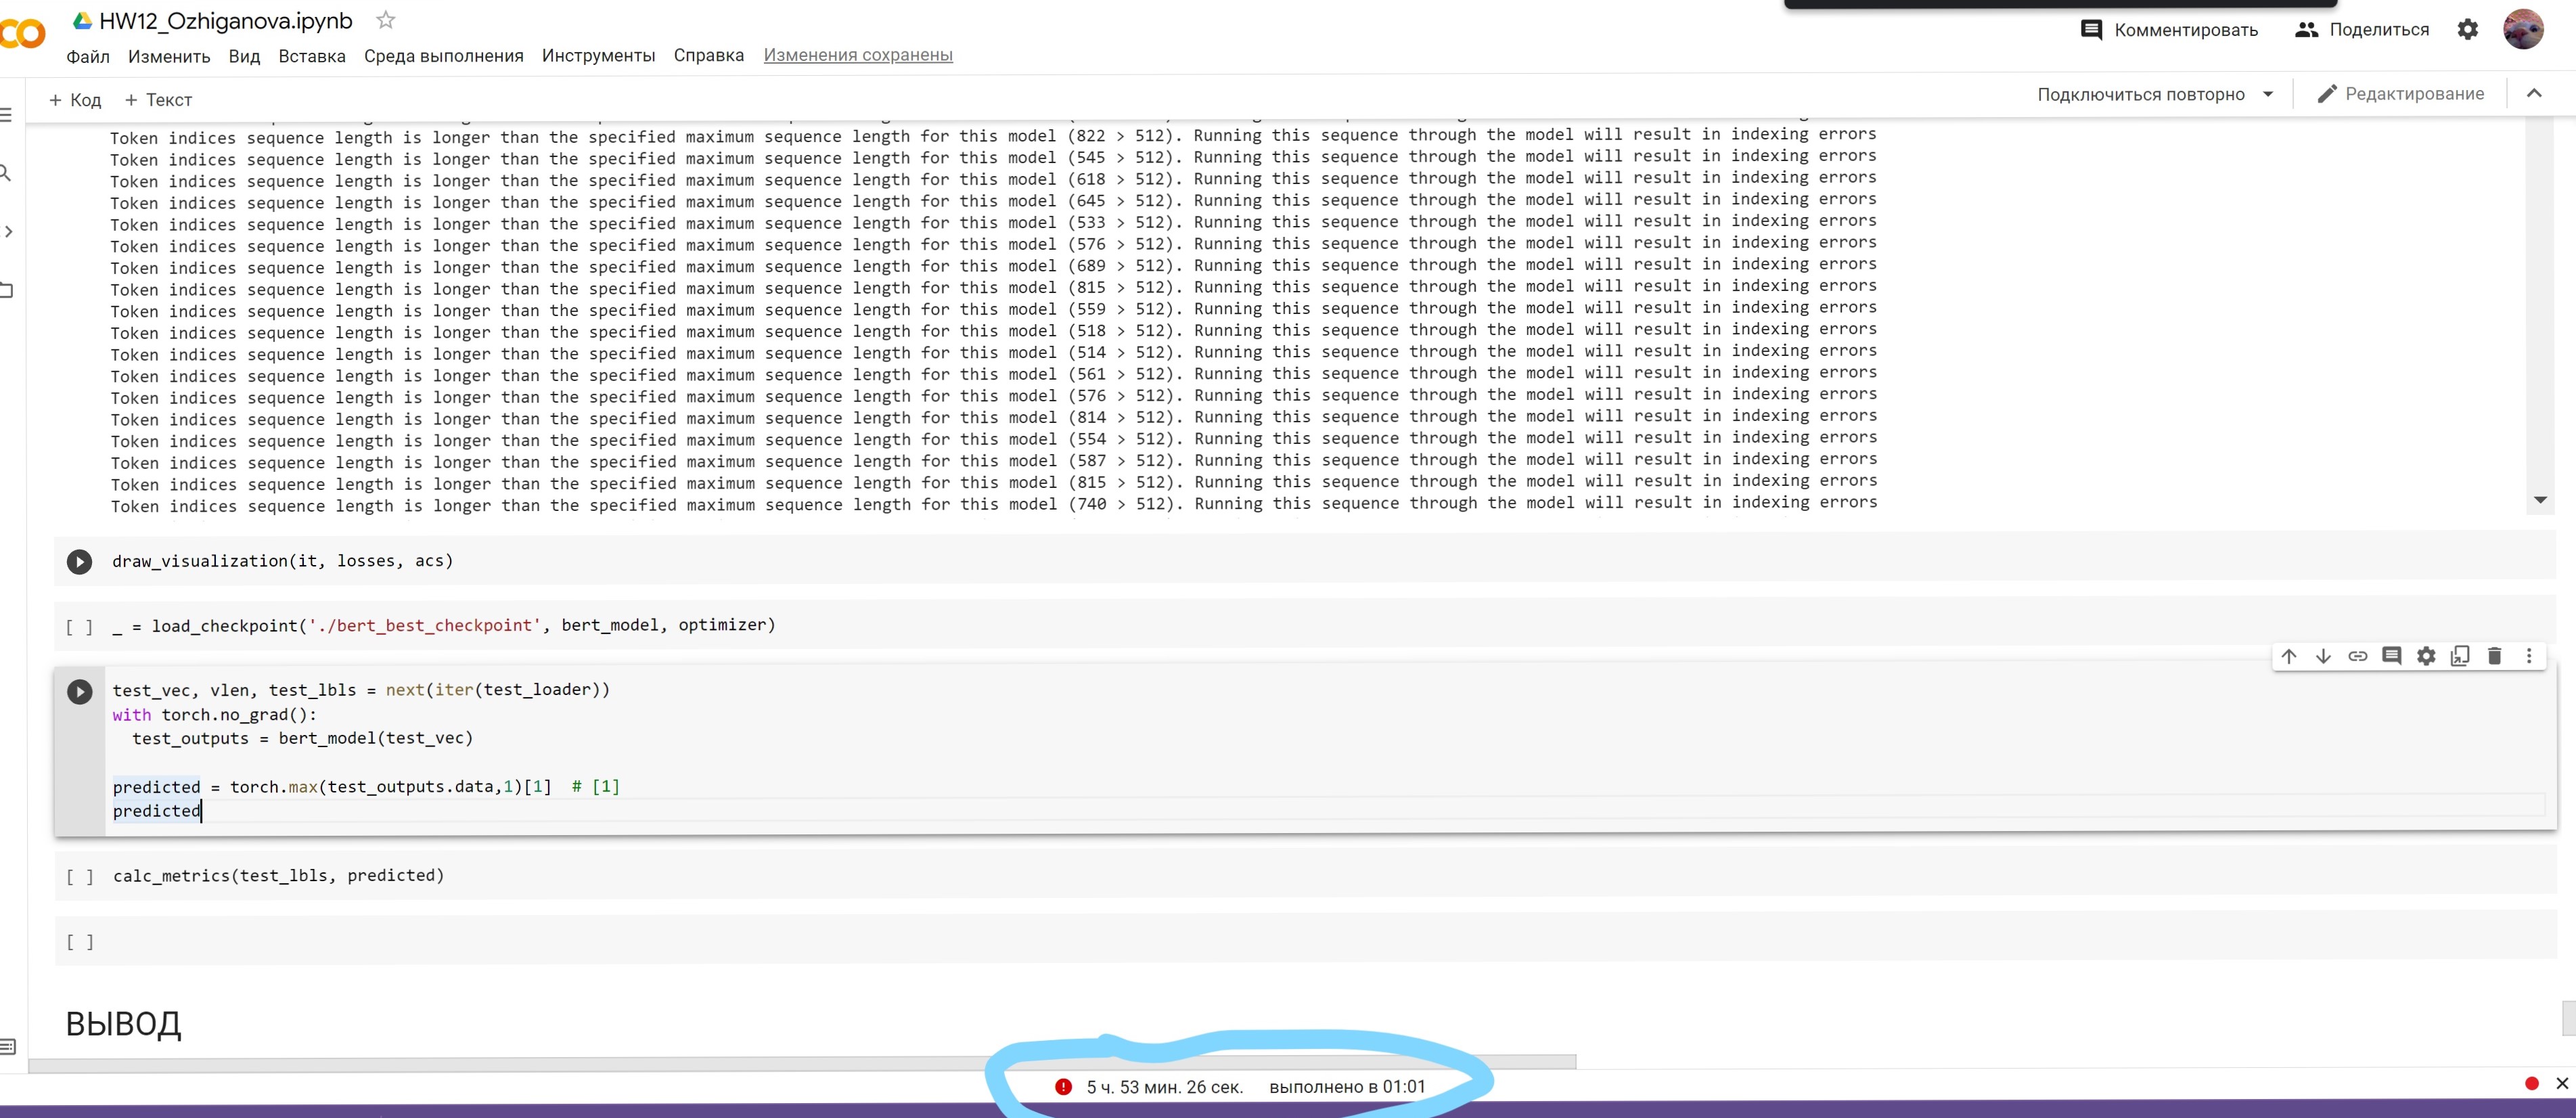 HW12_Ozhiganova.ipynb
Комментировать Поделиться
Файл Изменить Вид Вставка Среда выполнения Инструменты Справка Изменения сохранены
+ Код + Текст Подключиться повторно Редактирование
Token indices sequence length is longer than the specified maximum sequence length for this model (822 > 512). Running this sequence through the model will result in indexing errors
Token indices sequence length is longer than the specified maximum sequence length for this model (545 > 512). Running this sequence through the model will result in indexing errors
Token indices sequence length is longer than the specified maximum sequence length for this model (618 > 512). Running this sequence through the model will result in indexing errors
Token indices sequence length is longer than the specified maximum sequence length for this model (645 > 512). Running this sequence through the model will result in indexing errors
Token indices sequence length is longer than the specified maximum sequence length for this model (533 > 512). Running this sequence through the model will result in indexing errors
Token indices sequence length is longer than the specified maximum sequence length for this model (576 > 512). Running this sequence through the model will result in indexing errors
Token indices sequence length is longer than the specified maximum sequence length for this model (689 > 512). Running this sequence through the model will result in indexing errors
Token indices sequence length is longer than the specified maximum sequence length for this model (815 > 512). Running this sequence through the model will result in indexing errors
Token indices sequence length is longer than the specified maximum sequence length for this model (559 > 512). Running this sequence through the model will result in indexing errors
Token indices sequence length is longer than the specified maximum sequence length for this model (518 > 512). Running this sequence through the model will result in indexing errors
Token indices sequence length is longer than the specified maximum sequence length for this model (514 > 512). Running this sequence through the model will result in indexing errors
Token indices sequence length is longer than the specified maximum sequence length for this model (561 > 512). Running this sequence through the model will result in indexing errors
Token indices sequence length is longer than the specified maximum sequence length for this model (576 > 512). Running this sequence through the model will result in indexing errors
Token indices sequence length is longer than the specified maximum sequence length for this model (814 > 512). Running this sequence through the model will result in indexing errors
Token indices sequence length is longer than the specified maximum sequence length for this model (554 > 512). Running this sequence through the model will result in indexing errors
Token indices sequence length is longer than the specified maximum sequence length for this model (587 > 512). Running this sequence through the model will result in indexing errors
Token indices sequence length is longer than the specified maximum sequence length for this model (815 > 512). Running this sequence through the model will result in indexing errors
Token indices sequence length is longer than the specified maximum sequence length for this model (740 > 512). Running this sequence through the model will result in indexing errors
draw_visualization(it, losses, acs)
[ ] _ = load_checkpoint('./bert_best_checkpoint', bert_model, optimizer)
test_vec, vlen, test_lbls = next(iter(test_loader))
with torch.no_grad():
test_outputs = bert_model(test_vec)
predicted = torch.max(test_outputs.data,1)[1] # [1]
predicted
[ ] calc_metrics(test_lbls, predicted)
[ ]
ВЫВОД
5 ч. 53 мин. 26 сек. выполнено в 01:01